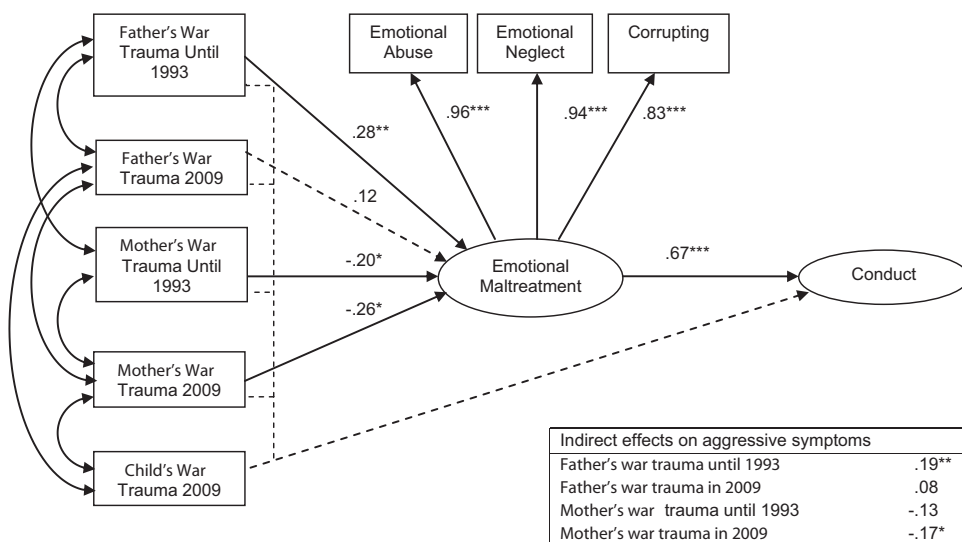 Father's War
Trauma Until
1993
Emotional
Abuse
Emotional
Neglect
Corrupting
.96***
.94***
.83***
.28**
Father's War
Trauma 2009
.12
Mother's War
Trauma Until
1993
-.20*
Emotional
Maltreatment
.67***
Conduct
-.26*
Mother's War
Trauma 2009
Child's War
Trauma 2009
Indirect effects on aggressive symptoms
Father's war trauma until 1993 .19**
Father's war trauma in 2009 .08
Mother's war trauma until 1993 -.13
Mother's war trauma in 2009 -.17*